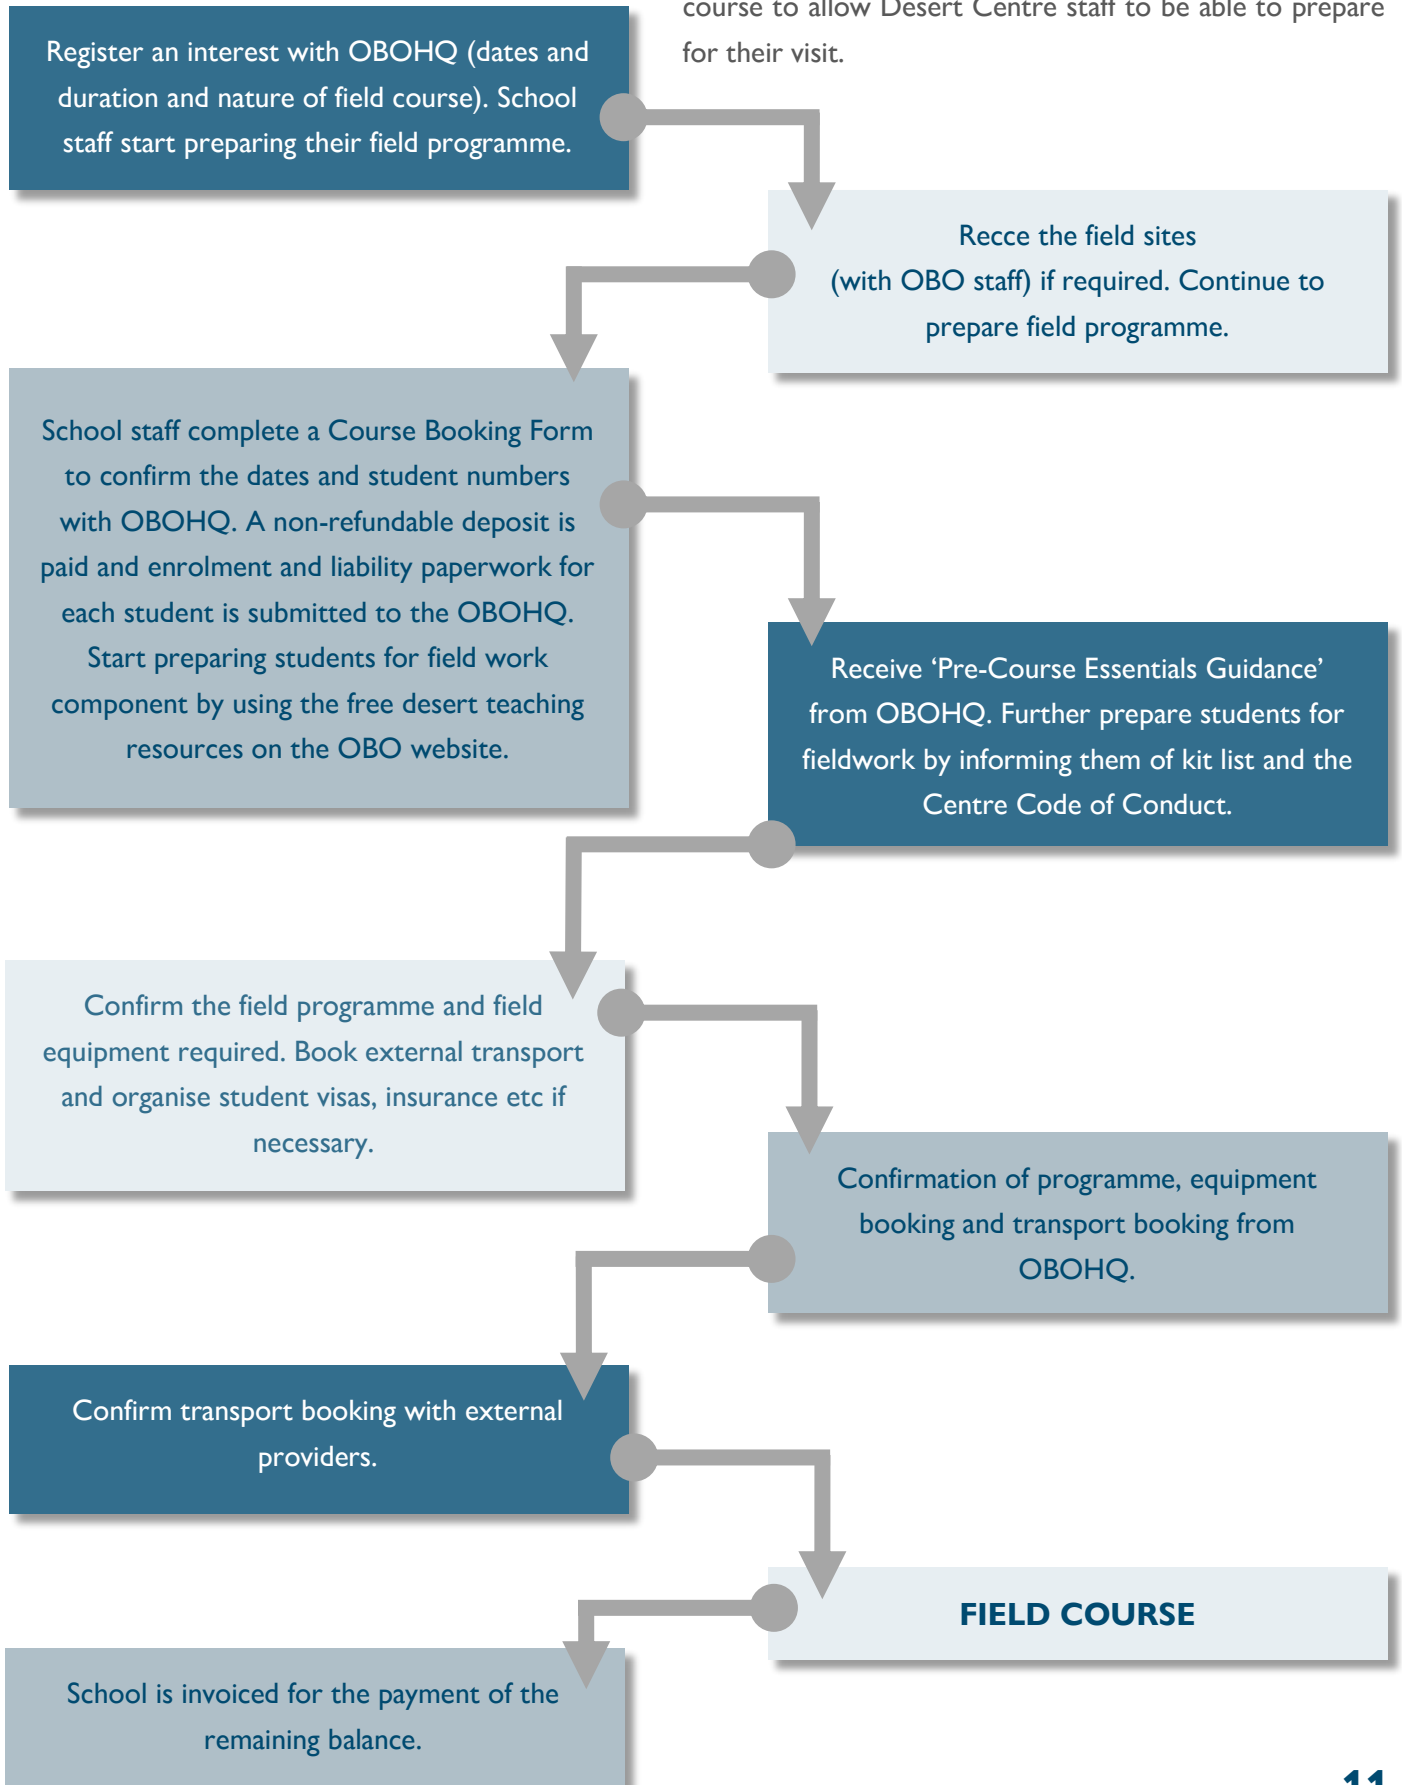 course to allow Desert Centre staff to be able to prepare
for their visit.
Register an interest with OBOHQ (dates and
duration and nature of field course). School
staff start preparing their field programme.
Recce the field sites
(with OBO staff) if required. Continue to
prepare field programme.
School staff complete a Course Booking Form
to confirm the dates and student numbers
with OBOHQ. A non-refundable deposit is
paid and enrolment and liability paperwork for
each student is submitted to the OBOHQ.
Start preparing students for field work
component by using the free desert teaching
resources on the OBO website.
Receive ‘Pre-Course Essentials Guidance’
from OBOHQ. Further prepare students for
fieldwork by informing them of kit list and the
Centre Code of Conduct.
Confirm the field programme and field
equipment required. Book external transport
and organise student visas, insurance etc if
necessary.
Confirmation of programme, equipment
booking and transport booking from
OBOHQ.
Confirm transport booking with external
providers.
FIELD COURSE
School is invoiced for the payment of the
remaining balance.
11